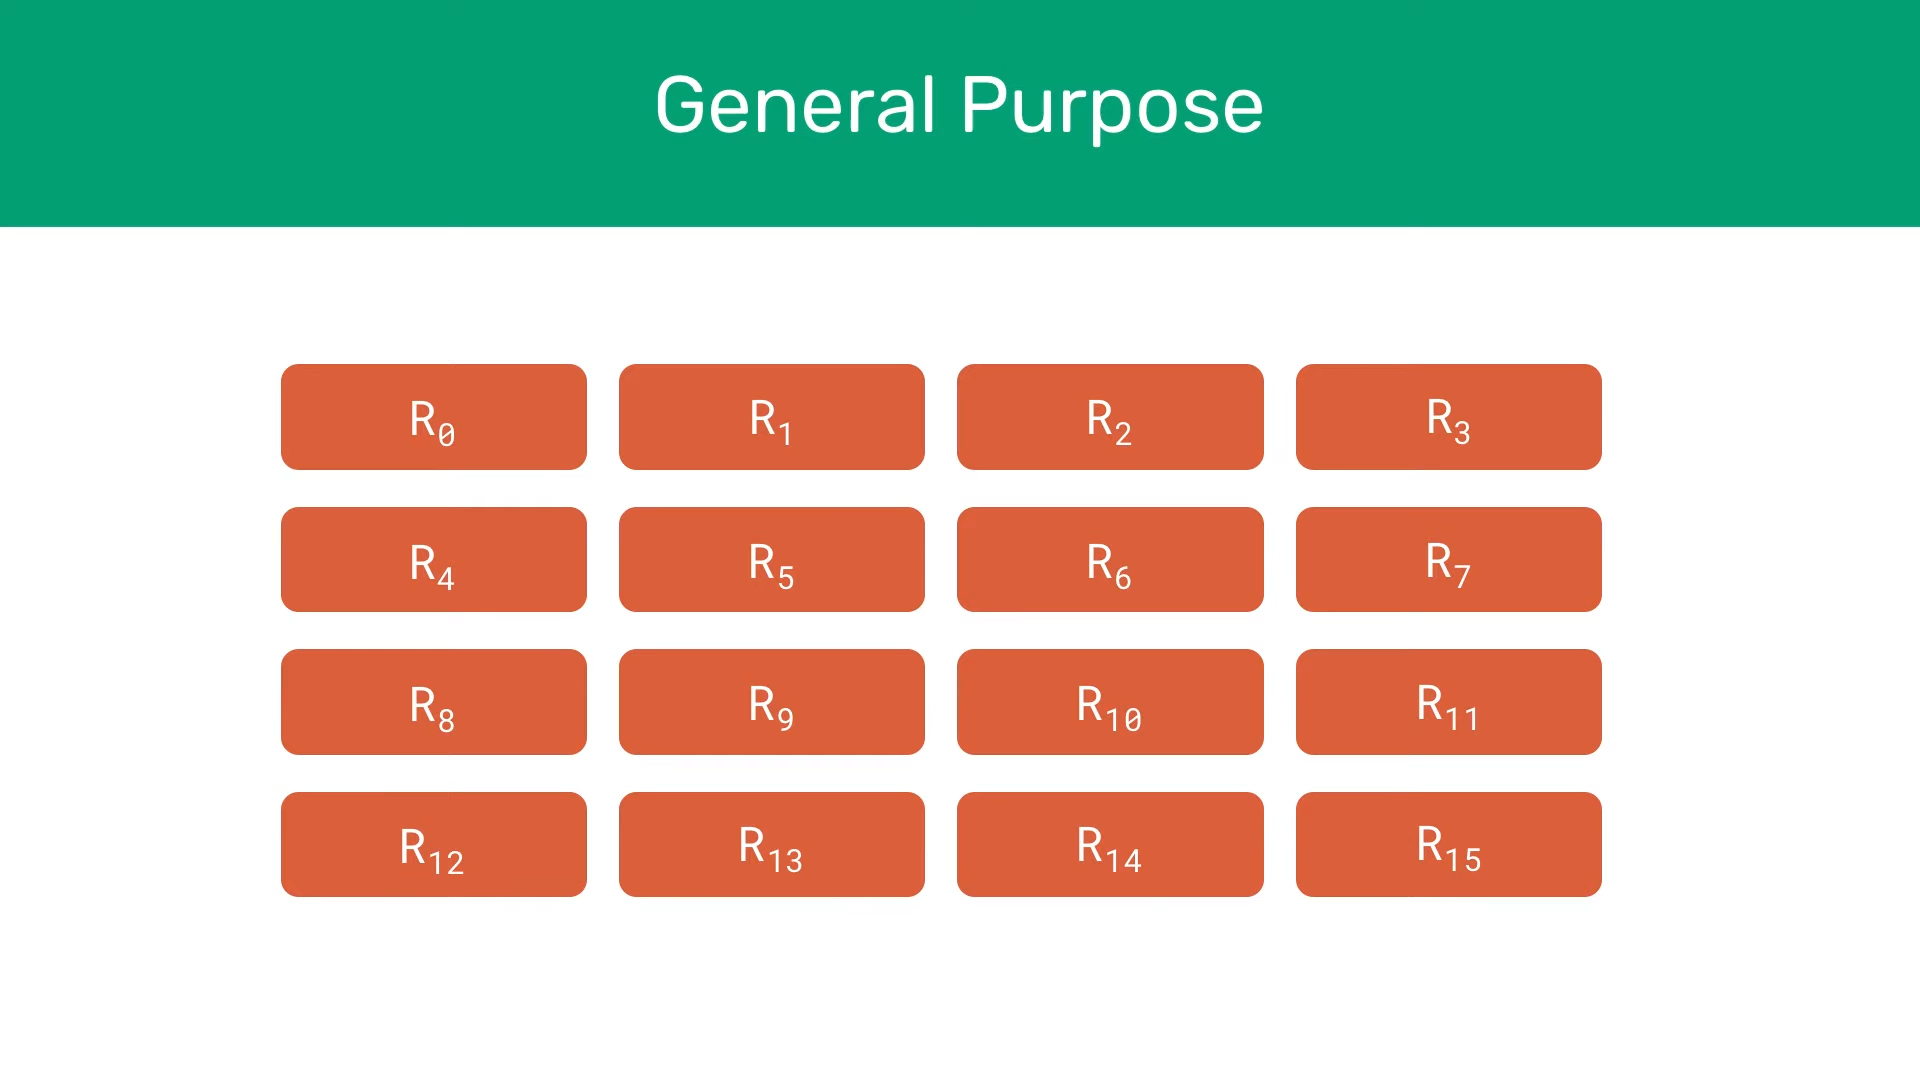 General Purpose
R0 R1 R2 R3
R4 R5 R6 R7
R8 R9 R10 R11
R12 R13 R14 R15